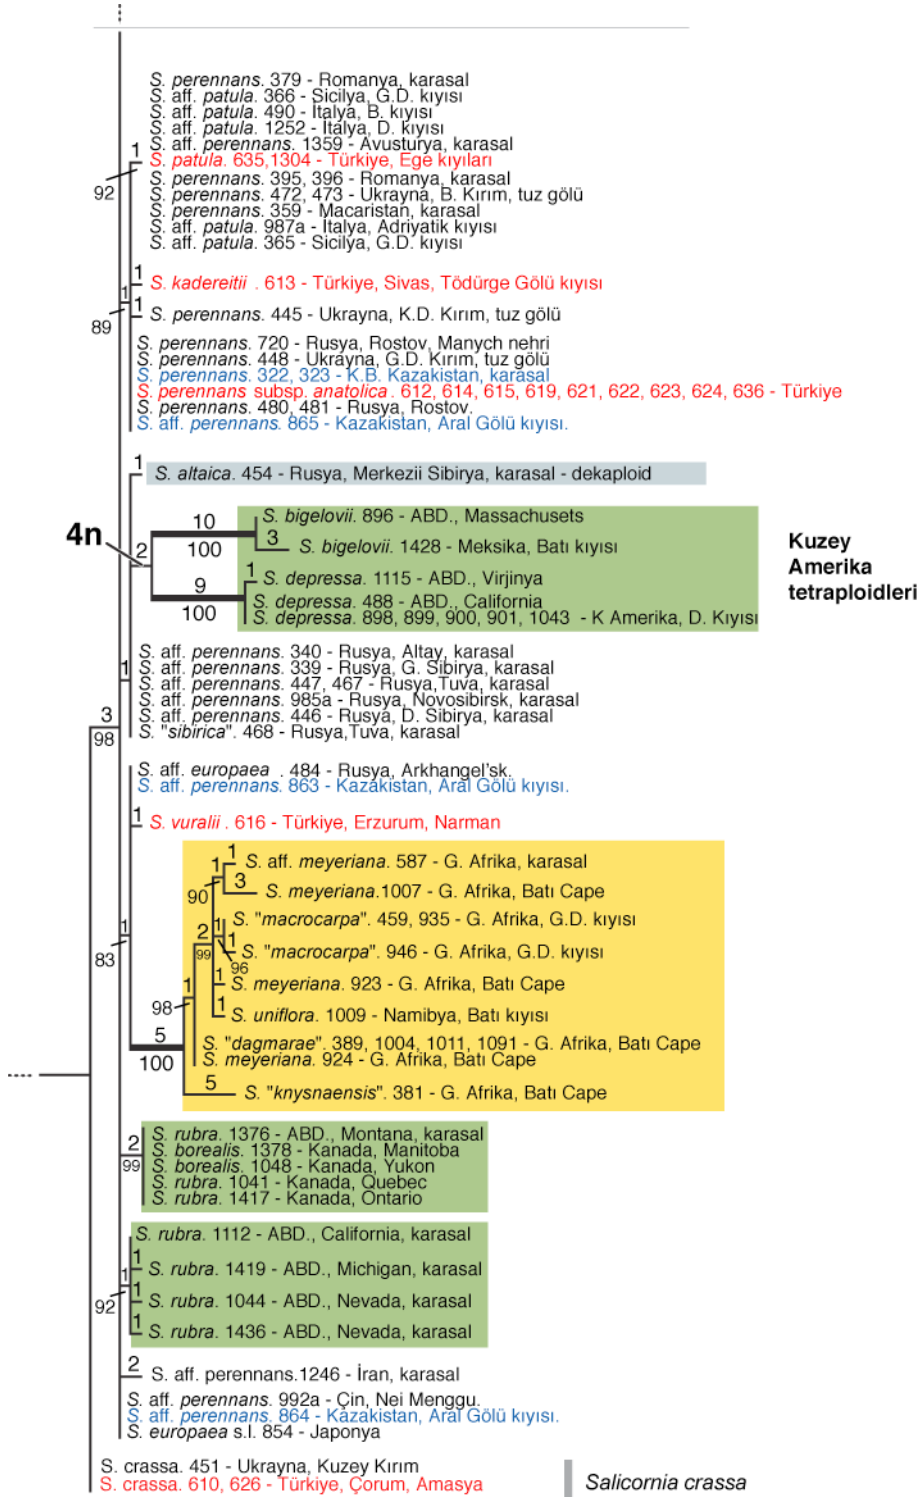 S. perennans. 379 - Romanya, karasal
S. aff. patula. 366 - Sicilya, G.D. kıyısı
S. aff. patula. 490 - İtalya, B. kıyısı
S. aff. patula. 1252 - İtalya, D. kıyısı
S. aff. perennans. 1359 - Avusturya, karasal
1
S. patula. 635,1304 - Türkiye, Ege kıyıları
92
S. perennans. 395, 396 - Romanya, karasal
S. perennans. 472, 473 - Ukrayna, B. Kırım, tuz gölü
S. perennans. 359 - Macaristan, karasal
S. aff. patula. 987a - İtalya, Adriyatik kıyısı
S. aff. patula. 365 - Sicilya, G.D. kıyısı
1
S. kadereitii . 613 - Türkiye, Sivas, Tödürge Gölü kıyısı
1
89
1
S. perennans. 445 - Ukrayna, K.D. Kırım, tuz gölü
S. perennans. 720 - Rusya, Rostov, Manych nehri
S. perennans. 448 - Ukrayna, G.D. Kırım, tuz gölü
S. perennans. 322, 323 - K.B. Kazakistan, karasal
S. perennans subsp. anatolica . 612, 614, 615, 619, 621, 622, 623, 624, 636 - Türkiye
S. perennans. 480, 481 - Rusya, Rostov.
S. aff. perennans. 865 - Kazakistan, Aral Gölü kıyısı.
1
S. altaica. 454 - Rusya, Merkezii Sibirya, karasal - dekaploid
4n
2
10
100
S. bigelovii. 896 - ABD., Massachusets
3
S. bigelovii. 1428 - Meksika, Batı kıyısı
9
100
1
S. depressa. 1115 - ABD., Virjinya
S. depressa. 488 - ABD., California
S. depressa. 898, 899, 900, 901, 1043 - K Amerika, D. Kıyısı
Kuzey
Amerika
tetraploidleri
S. aff. perennans. 340 - Rusya, Altay, karasal
1
S. aff. perennans. 339 - Rusya, G. Sibirya, karasal
S. aff. perennans. 447, 467 - Rusya,Tuva, karasal
S. aff. perennans. 985a - Rusya, Novosibirsk, karasal
S. aff. perennans. 446 - Rusya, D. Sibirya, karasal
S. "sibirica". 468 - Rusya,Tuva, karasal
3
98
S. aff. europaea . 484 - Rusya, Arkhangel'sk.
S. aff. perennans. 863 - Kazakistan, Aral Gölü kıyısı.
1
S. vuralii . 616 - Türkiye, Erzurum, Narman
1
83
5
100
1
98
2
99
1
90
1
S. aff. meyeriana. 587 - G. Afrika, karasal
3
S. meyeriana.1007 - G. Afrika, Batı Cape
1
96
S. "macrocarpa". 459, 935 - G. Afrika, G.D. kıyısı
1
S. "macrocarpa". 946 - G. Afrika, G.D. kıyısı
1
S. meyeriana. 923 - G. Afrika, Batı Cape
1
S. uniflora. 1009 - Namibya, Batı kıyısı
S. "dagmarae". 389, 1004, 1011, 1091 - G. Afrika, Batı Cape
S. meyeriana. 924 - G. Afrika, Batı Cape
5
S. "knysnaensis". 381 - G. Afrika, Batı Cape
2
99
S. rubra. 1376 - ABD., Montana, karasal
S. borealis. 1378 - Kanada, Manitoba
S. borealis. 1048 - Kanada, Yukon
S. rubra. 1041 - Kanada, Quebec
S. rubra. 1417 - Kanada, Ontario
1
92
S. rubra. 1112 - ABD., California, karasal
1
S. rubra. 1419 - ABD., Michigan, karasal
1
S. rubra. 1044 - ABD., Nevada, karasal
1
S. rubra. 1436 - ABD., Nevada, karasal
2
S. aff. perennans.1246 - İran, karasal
S. aff. perennans. 992a - Çin, Nei Menggu.
S. aff. perennans. 864 - Kazakistan, Aral Gölü kıyısı.
S. europaea s.l. 854 - Japonya
S. crassa. 451 - Ukrayna, Kuzey Kırım
S. crassa. 610, 626 - Türkiye, Çorum, Amasya
Salicornia crassa